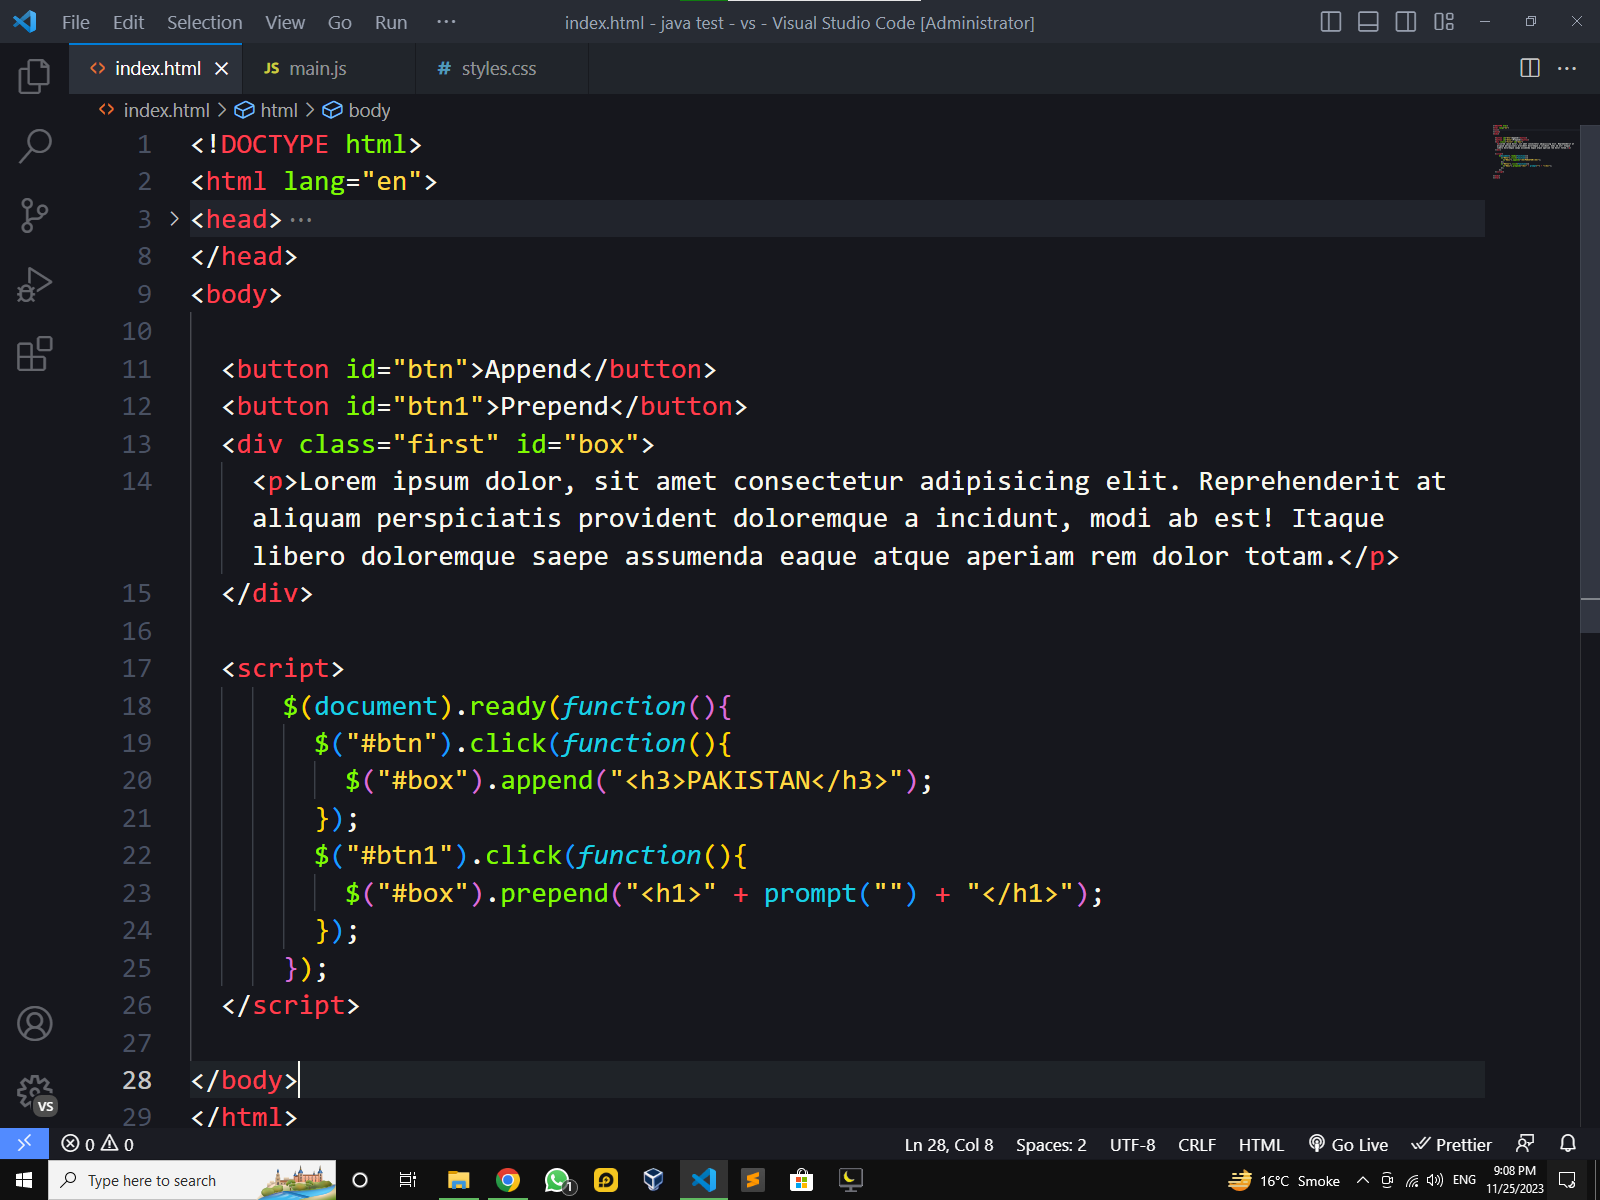 File Edit Selection View Go Run ···
index.html - java test - vs - Visual Studio Code [Administrator]
<> index.html × JS main.js # styles.css
<> index.html > html > body
1 <!DOCTYPE html>
2 <html lang="en">
3 <head>···
8 </head>
9 <body>
10
11 <button id="btn">Append</button>
12 <button id="btn1">Prepend</button>
13 <div class="first" id="box">
14 <p>Lorem ipsum dolor, sit amet consectetur adipisicing elit. Reprehenderit at
aliquam perspiciatis provident doloremque a incidunt, modi ab est! Itaque
libero doloremque saepe assumenda eaque atque aperiam rem dolor totam.</p>
15 </div>
16
17 <script>
18 $(document).ready(function(){
19 $("#btn").click(function(){
20 $("#box").append("<h3>PAKISTAN</h3>");
21 });
22 $("#btn1").click(function(){
23 $("#box").prepend("<h1>" + prompt("") + "</h1>");
24 });
25 });
26 </script>
27
28 </body>
29 </html>
VS
0 0 Ln 28, Col 8 Spaces: 2 UTF-8 CRLF HTML Go Live Prettier
Type here to search 1 16°C Smoke ENG 9:08 PM
11/25/2023